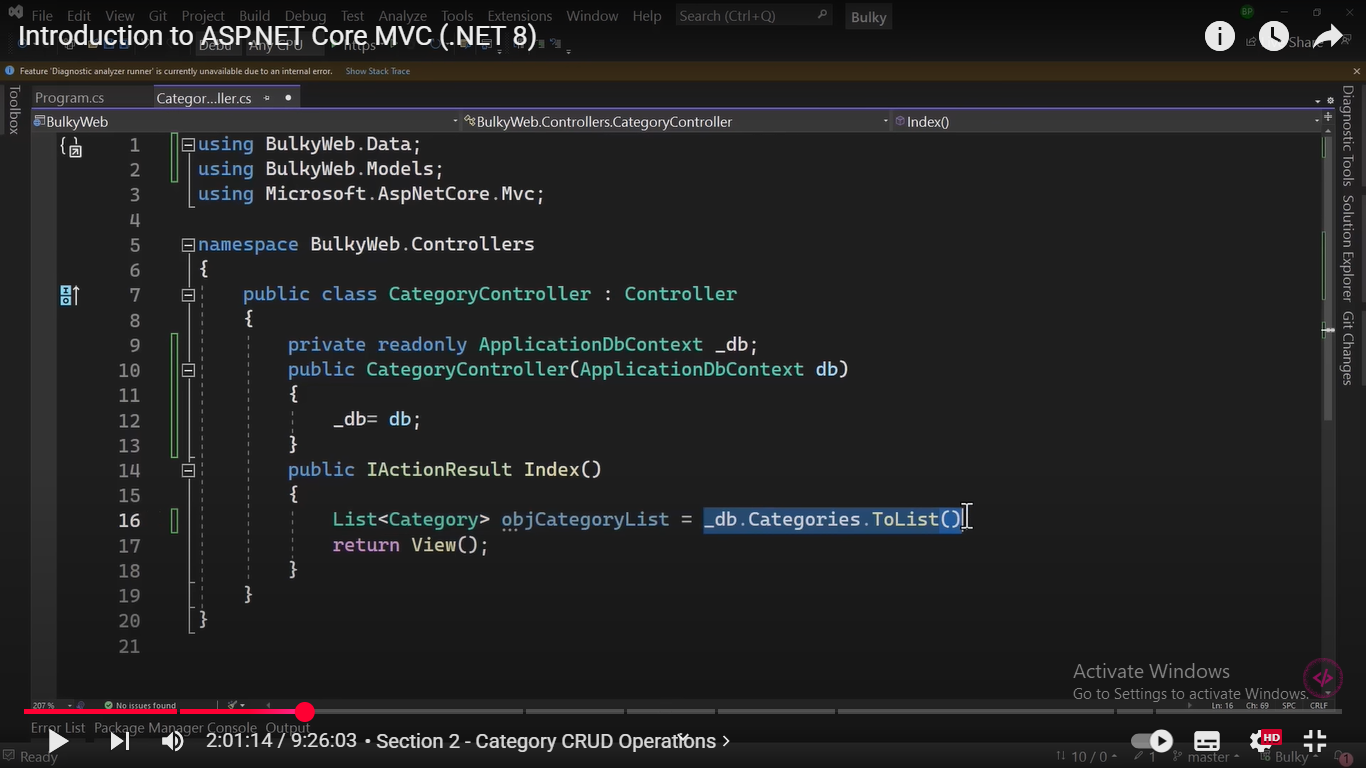 File Edit View Git Project Build Debug Test Analyze Tools Extensions Window Help Search (Ctrl+Q) Bulky BP
Introduction to ASP.NET Core MVC (.NET 8)
Debu Any CPU https Share
Feature 'Diagnostic analyzer runner' is currently unavailable due to an internal error. Show Stack Trace
Toolbox
Program.cs Categor...ller.cs
BulkyWeb BulkyWeb.Controllers.CategoryController Index()
1 using BulkyWeb.Data;
2 using BulkyWeb.Models;
3 using Microsoft.AspNetCore.Mvc;
4
5 namespace BulkyWeb.Controllers
6 {
7 public class CategoryController : Controller
8 {
9 private readonly ApplicationDbContext _db;
10 public CategoryController(ApplicationDbContext db)
11 {
12 _db= db;
13 }
14 public IActionResult Index()
15 {
16 List<Category> objCategoryList = _db.Categories.ToList()
17 return View();
18 }
19 }
20 }
21
Diagnostic Tools
Solution Explorer
Git Changes
Activate Windows
Go to Settings to activate Windows.
207 % No issues found Ln: 16 Ch: 69 SPC CRLF
Error List Package Manager Console Output
2:01:14 / 9:26:03 • Section 2 - Category CRUD Operations HD
Ready 10 / 0 1 master Bulky 1